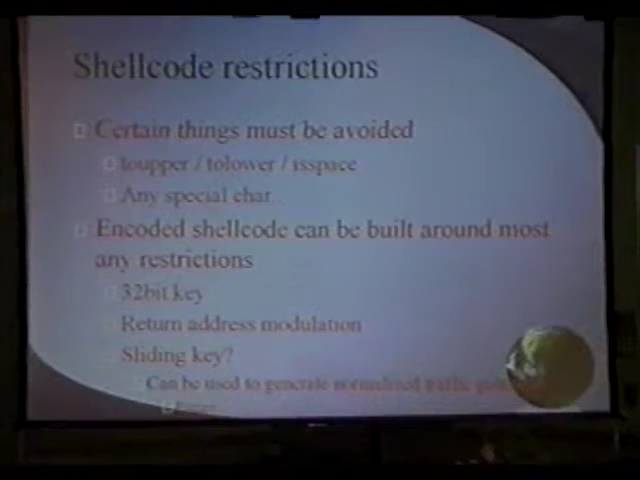 Shellcode restrictions
Certain things must be avoided
toupper / tolower / isspace
Any special char
Encoded shellcode can be built around most
any restrictions
32bit key
Return address modulation
Sliding key?
Can be used to generate normalized traffic